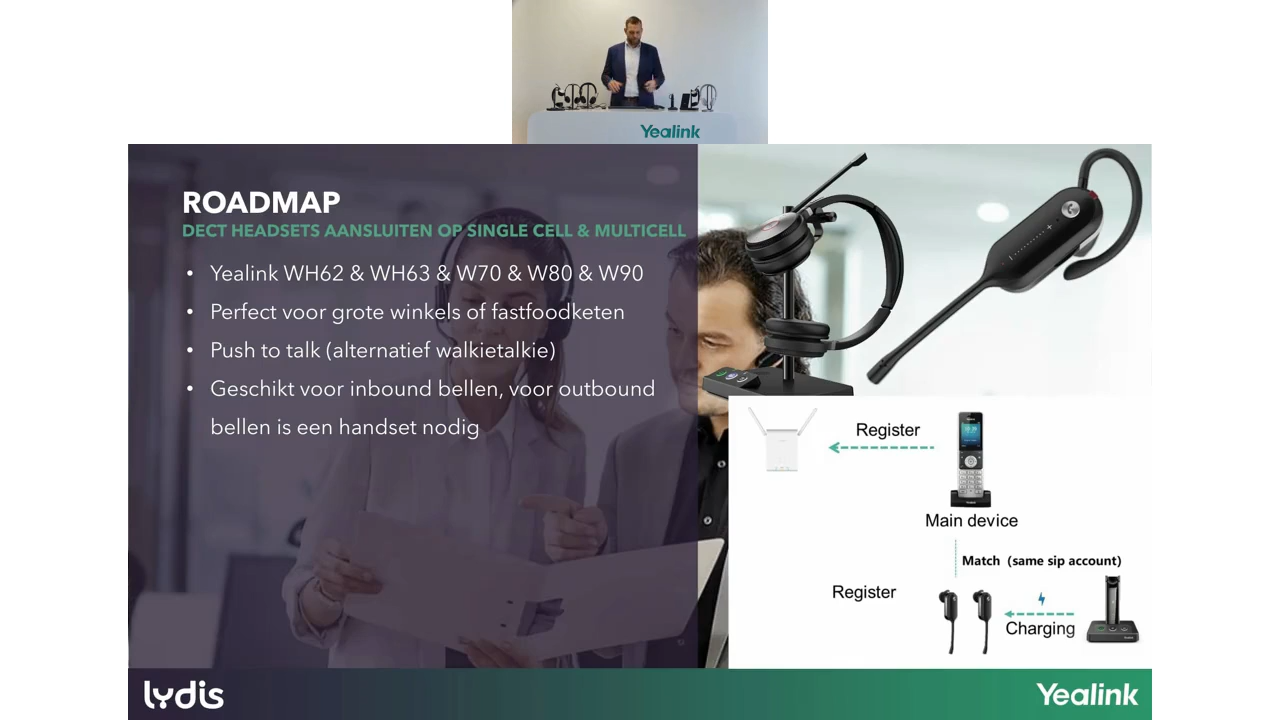 Yealink
ROADMAP
DECT HEADSETS AANSLUITEN OP SINGLE CELL & MULTICELL
• Yealink WH62 & WH63 & W70 & W80 & W90
• Perfect voor grote winkels of fastfoodketen
• Push to talk (alternatief walkietalkie)
• Geschikt voor inbound bellen, voor outbound
bellen is een handset nodig
Register
Main device
Match (same sip account)
Register
Charging
lydis
Yealink